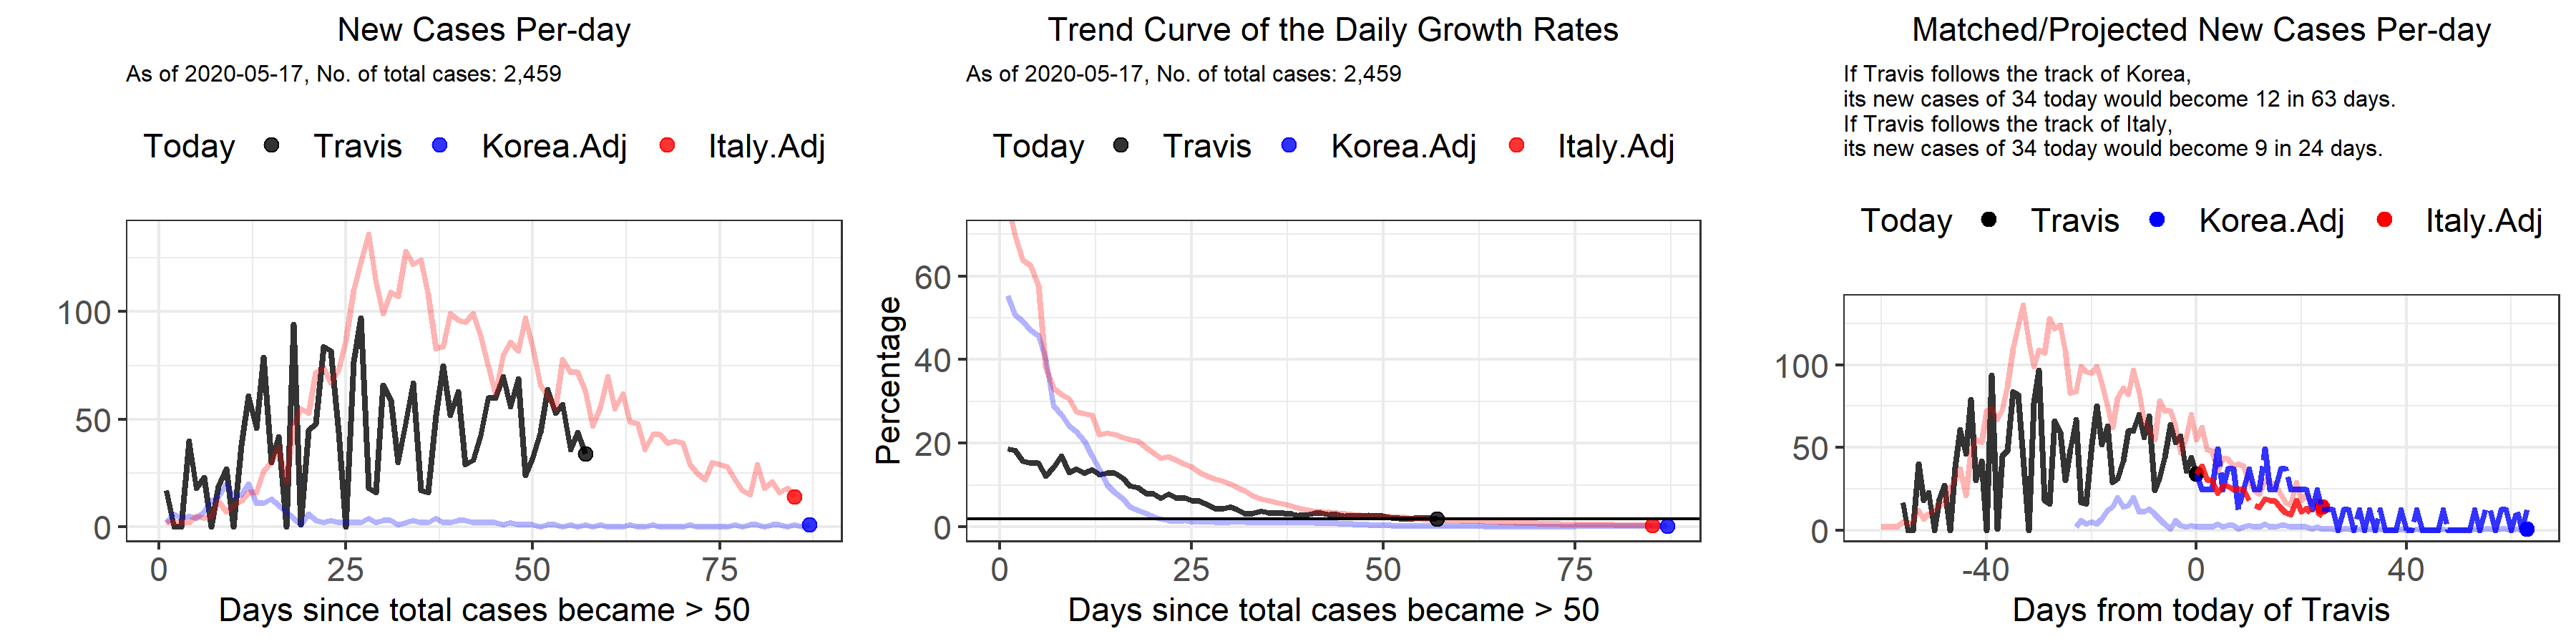 New Cases Per-day
As of 2020-05-17, No. of total cases: 2,459
Today Travis Korea.Adj Italy.Adj
100
50
0
0 25 50 75
Days since total cases became > 50
Trend Curve of the Daily Growth Rates
As of 2020-05-17, No. of total cases: 2,459
Today Travis Korea.Adj Italy.Adj
Percentage
60
40
20
0
0 25 50 75
Days since total cases became > 50
Matched/Projected New Cases Per-day
If Travis follows the track of Korea,
its new cases of 34 today would become 12 in 63 days.
If Travis follows the track of Italy,
its new cases of 34 today would become 9 in 24 days.
Today Travis Korea.Adj Italy.Adj
100
50
0
-40 0 40
Days from today of Travis